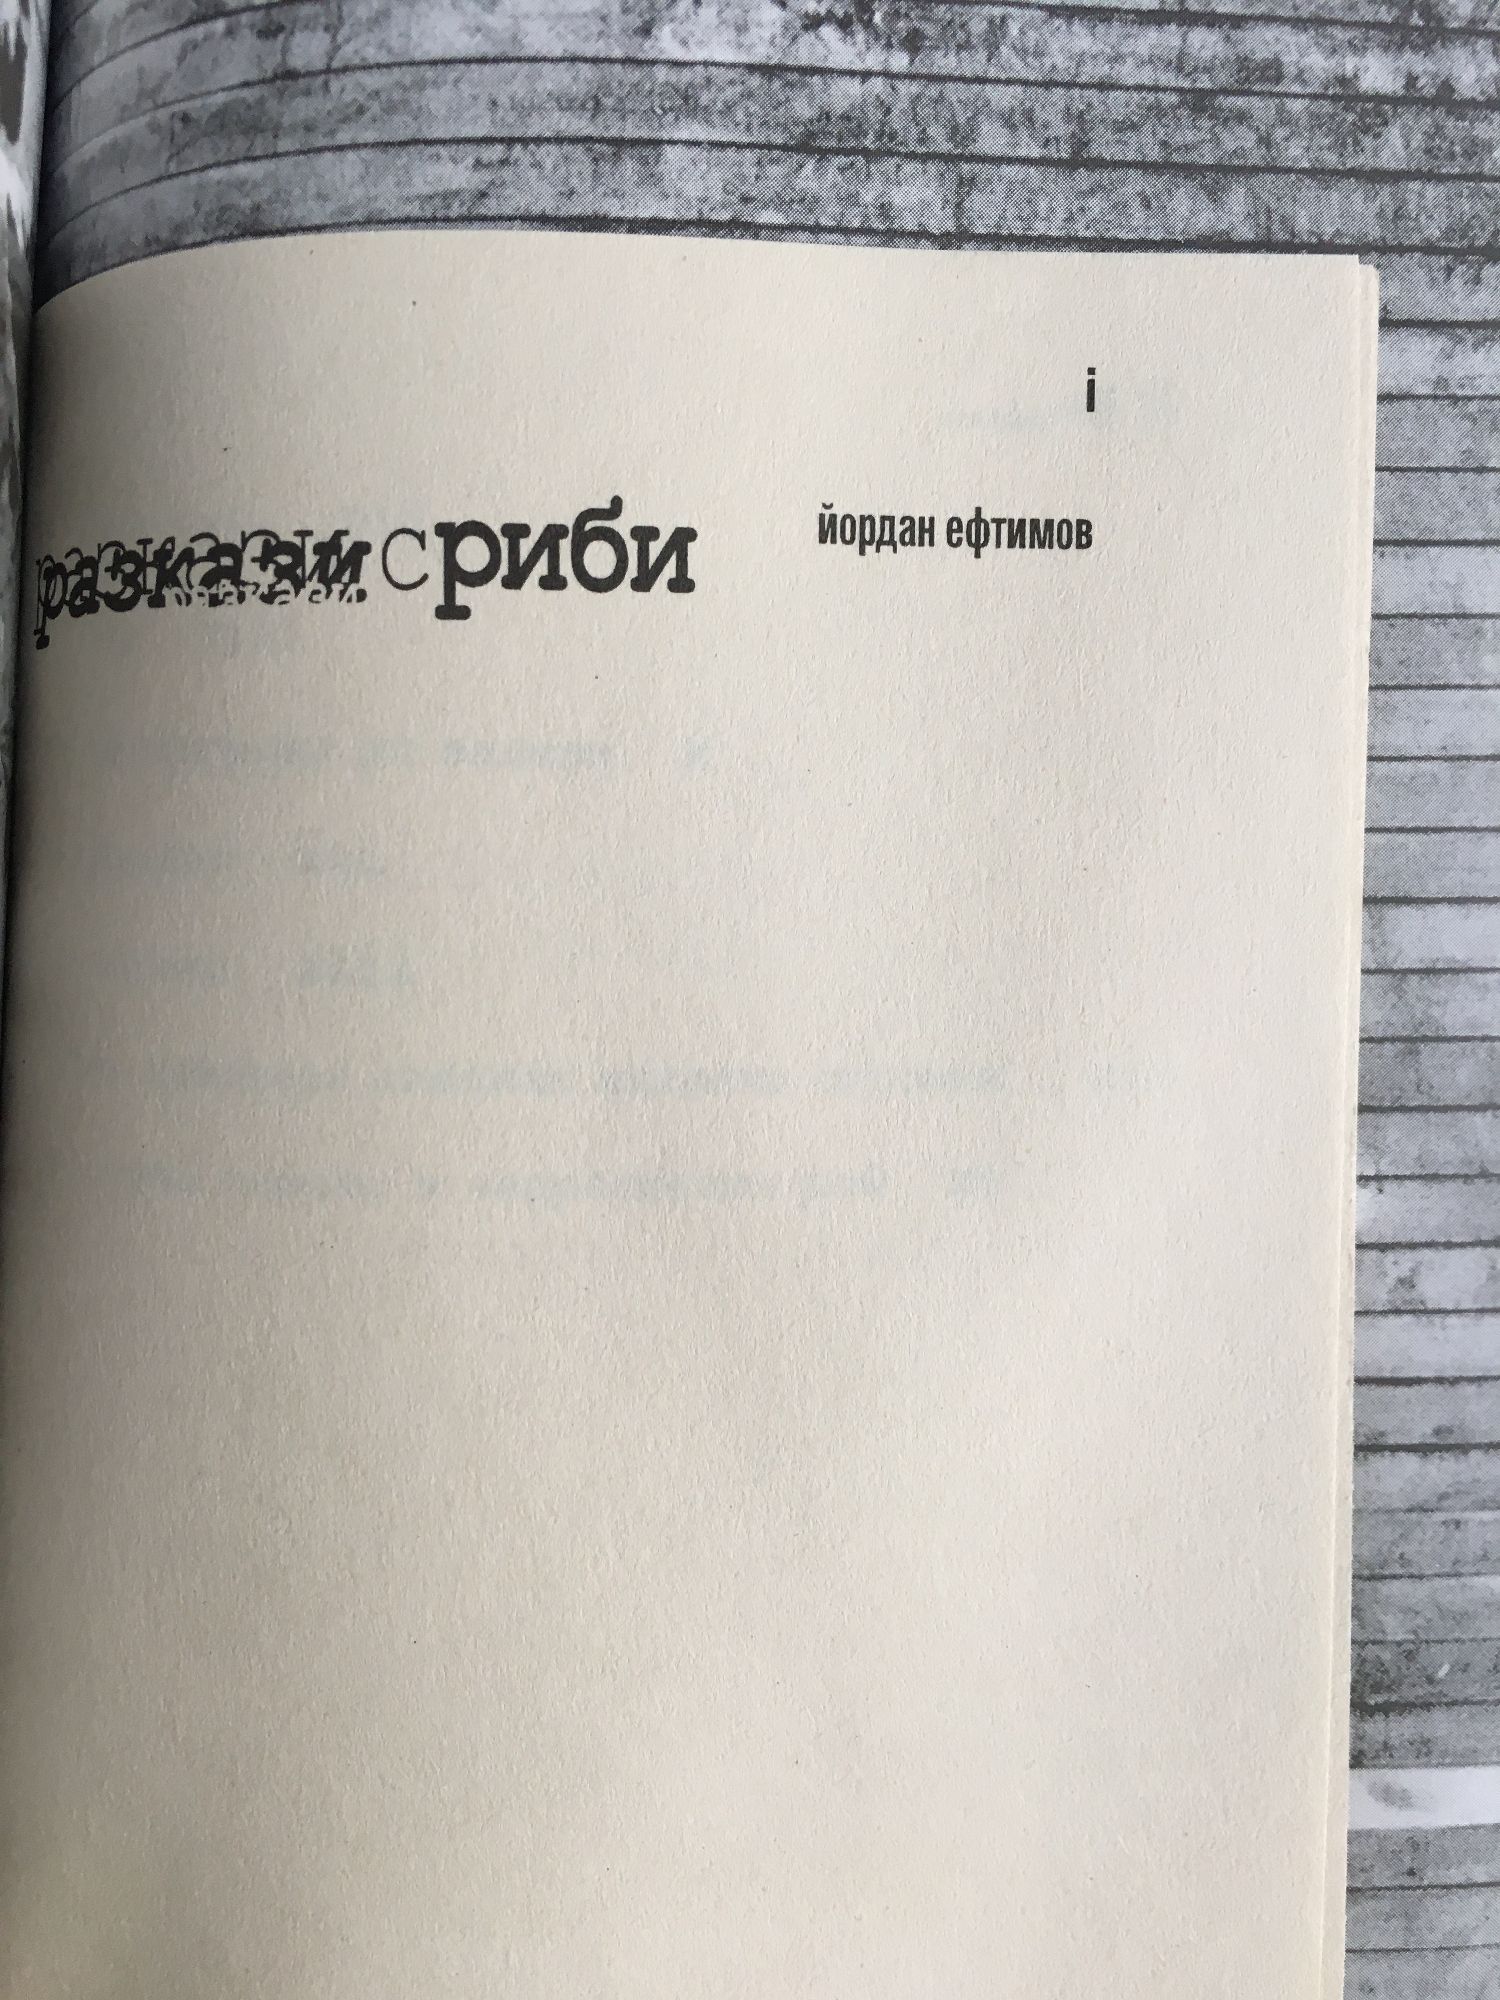 i
разкази с риби
йордан ефтимов